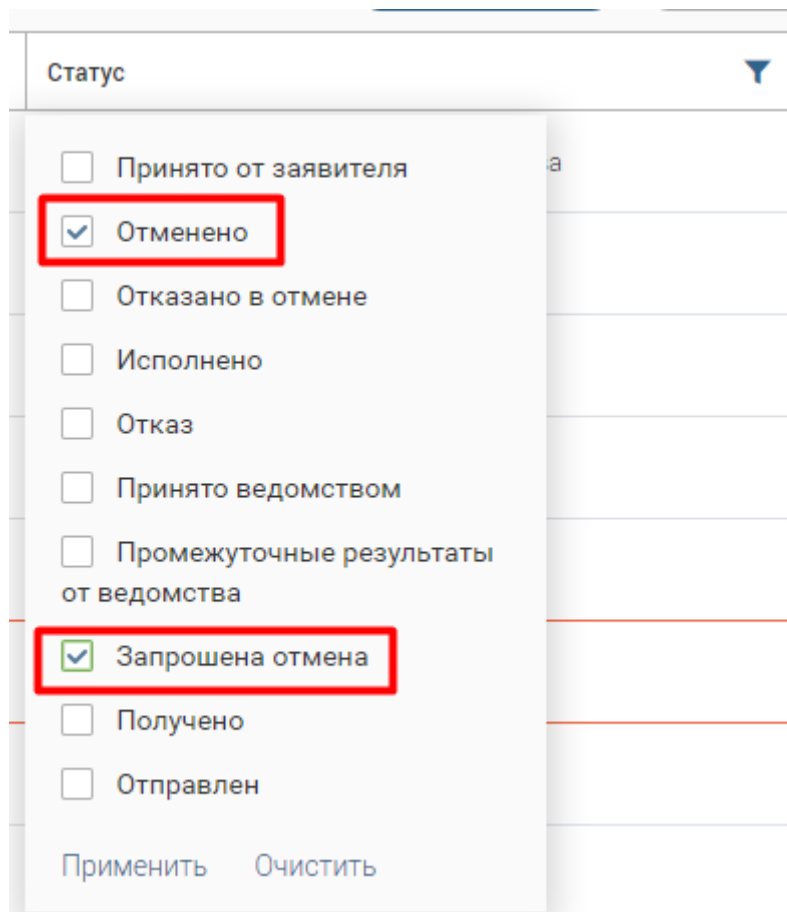 Статус
Принято от заявителя
Отменено
Отказано в отмене
Исполнено
Отказ
Принято ведомством
Промежуточные результаты
от ведомства
Запрошена отмена
Получено
Отправлен
Применить Очистить